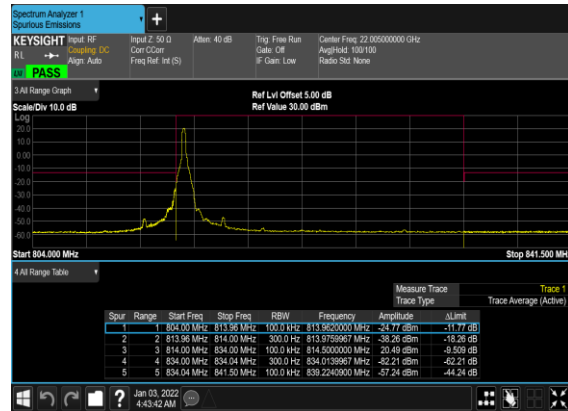 Spectrum Analyzer 1
Spurious Emissions
KEYSIGHT Input: RF Input Z: 50 Ω Atten: 40 dB Trig: Free Run Center Freq: 22.005000000 GHz
RL Coupling: DC Corr CCorr Gate: Off Avg|Hold: 100/100
Align: Auto Freq Ref: Int (S) IF Gain: Low Radio Std: None
PASS
3 All Range Graph
Ref Lvl Offset 5.00 dB
Scale/Div 10.0 dB Ref Value 30.00 dBm
Log
20.0
10.0
0.00
-10.0
-20.0
-30.0
-40.0
-50.0
-60.0
Start 804.000 MHz Stop 841.500 MH
4 All Range Table
Measure Trace Trace 1
Trace Type Trace Average (Active)
Spur Range Start Freq Stop Freq RBW Frequency Amplitude ΔLimit
1 1 804.00 MHz 813.96 MHz 100.0 kHz 813.9620000 MHz -24.77 dBm -11.77 dB
2 2 813.96 MHz 814.00 MHz 300.0 Hz 813.9759967 MHz -38.26 dBm -18.26 dB
3 3 814.00 MHz 834.00 MHz 100.0 kHz 814.5000000 MHz 20.49 dBm -9.509 dB
4 4 834.00 MHz 834.04 MHz 300.0 Hz 834.0139967 MHz -82.21 dBm -62.21 dB
5 5 834.04 MHz 841.50 MHz 100.0 kHz 839.2240900 MHz -57.24 dBm -44.24 dB
Jan 03, 2022
4:43:42 AM